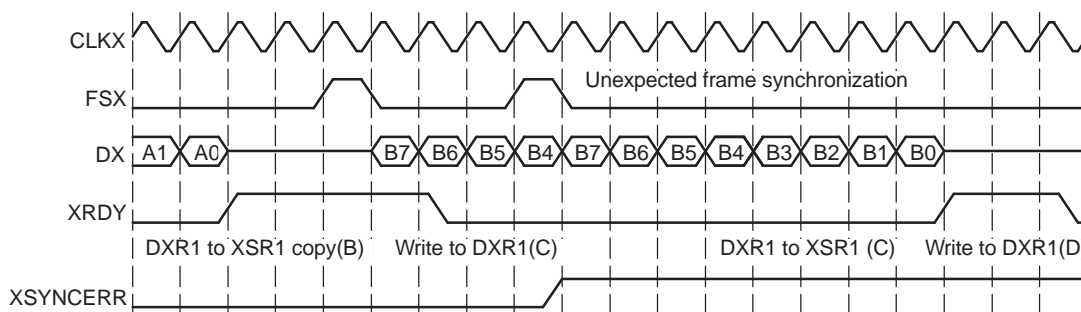 CLKX
Unexpected frame synchronization
FSX
DX A1 A0 B7 B6 B5 B4 B7 B6 B5 B4 B3 B2 B1 B0
XRDY
DXR1 to XSR1 copy(B) Write to DXR1(C) DXR1 to XSR1 (C) Write to DXR1(D
XSYNCERR